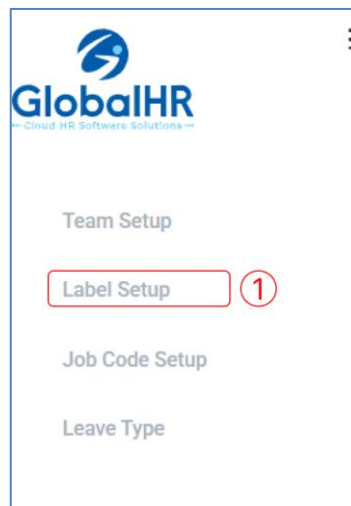 GlobalHR
Cloud HR Software Solutions
Team Setup
Label Setup 1
Job Code Setup
Leave Type